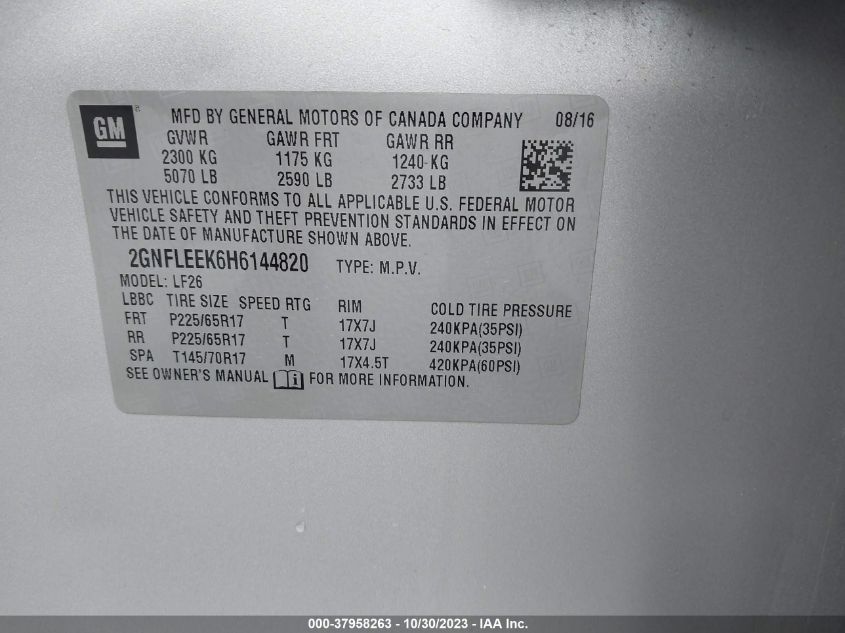 GM
MFD BY GENERAL MOTORS OF CANADA COMPANY 08/16
GVWR GAWR FRT GAWR RR
2300 KG 1175 KG 1240 KG
5070 LB 2590 LB 2733 LB
THIS VEHICLE CONFORMS TO ALL APPLICABLE U.S. FEDERAL MOTOR
VEHICLE SAFETY AND THEFT PREVENTION STANDARDS IN EFFECT ON
THE DATE OF MANUFACTURE SHOWN ABOVE.
2GNFLEEK6H6144820 TYPE: M.P.V.
MODEL: LF26
LBBC TIRE SIZE SPEED RTG RIM COLD TIRE PRESSURE
FRT P225/65R17 T 17X7J 240KPA(35PSI)
RR P225/65R17 T 17X7J 240KPA(35PSI)
SPA T145/70R17 M 17X4.5T 420KPA(60PSI)
SEE OWNER'S MANUAL i FOR MORE INFORMATION.
000-37958263 - 10/30/2023 - IAA Inc.